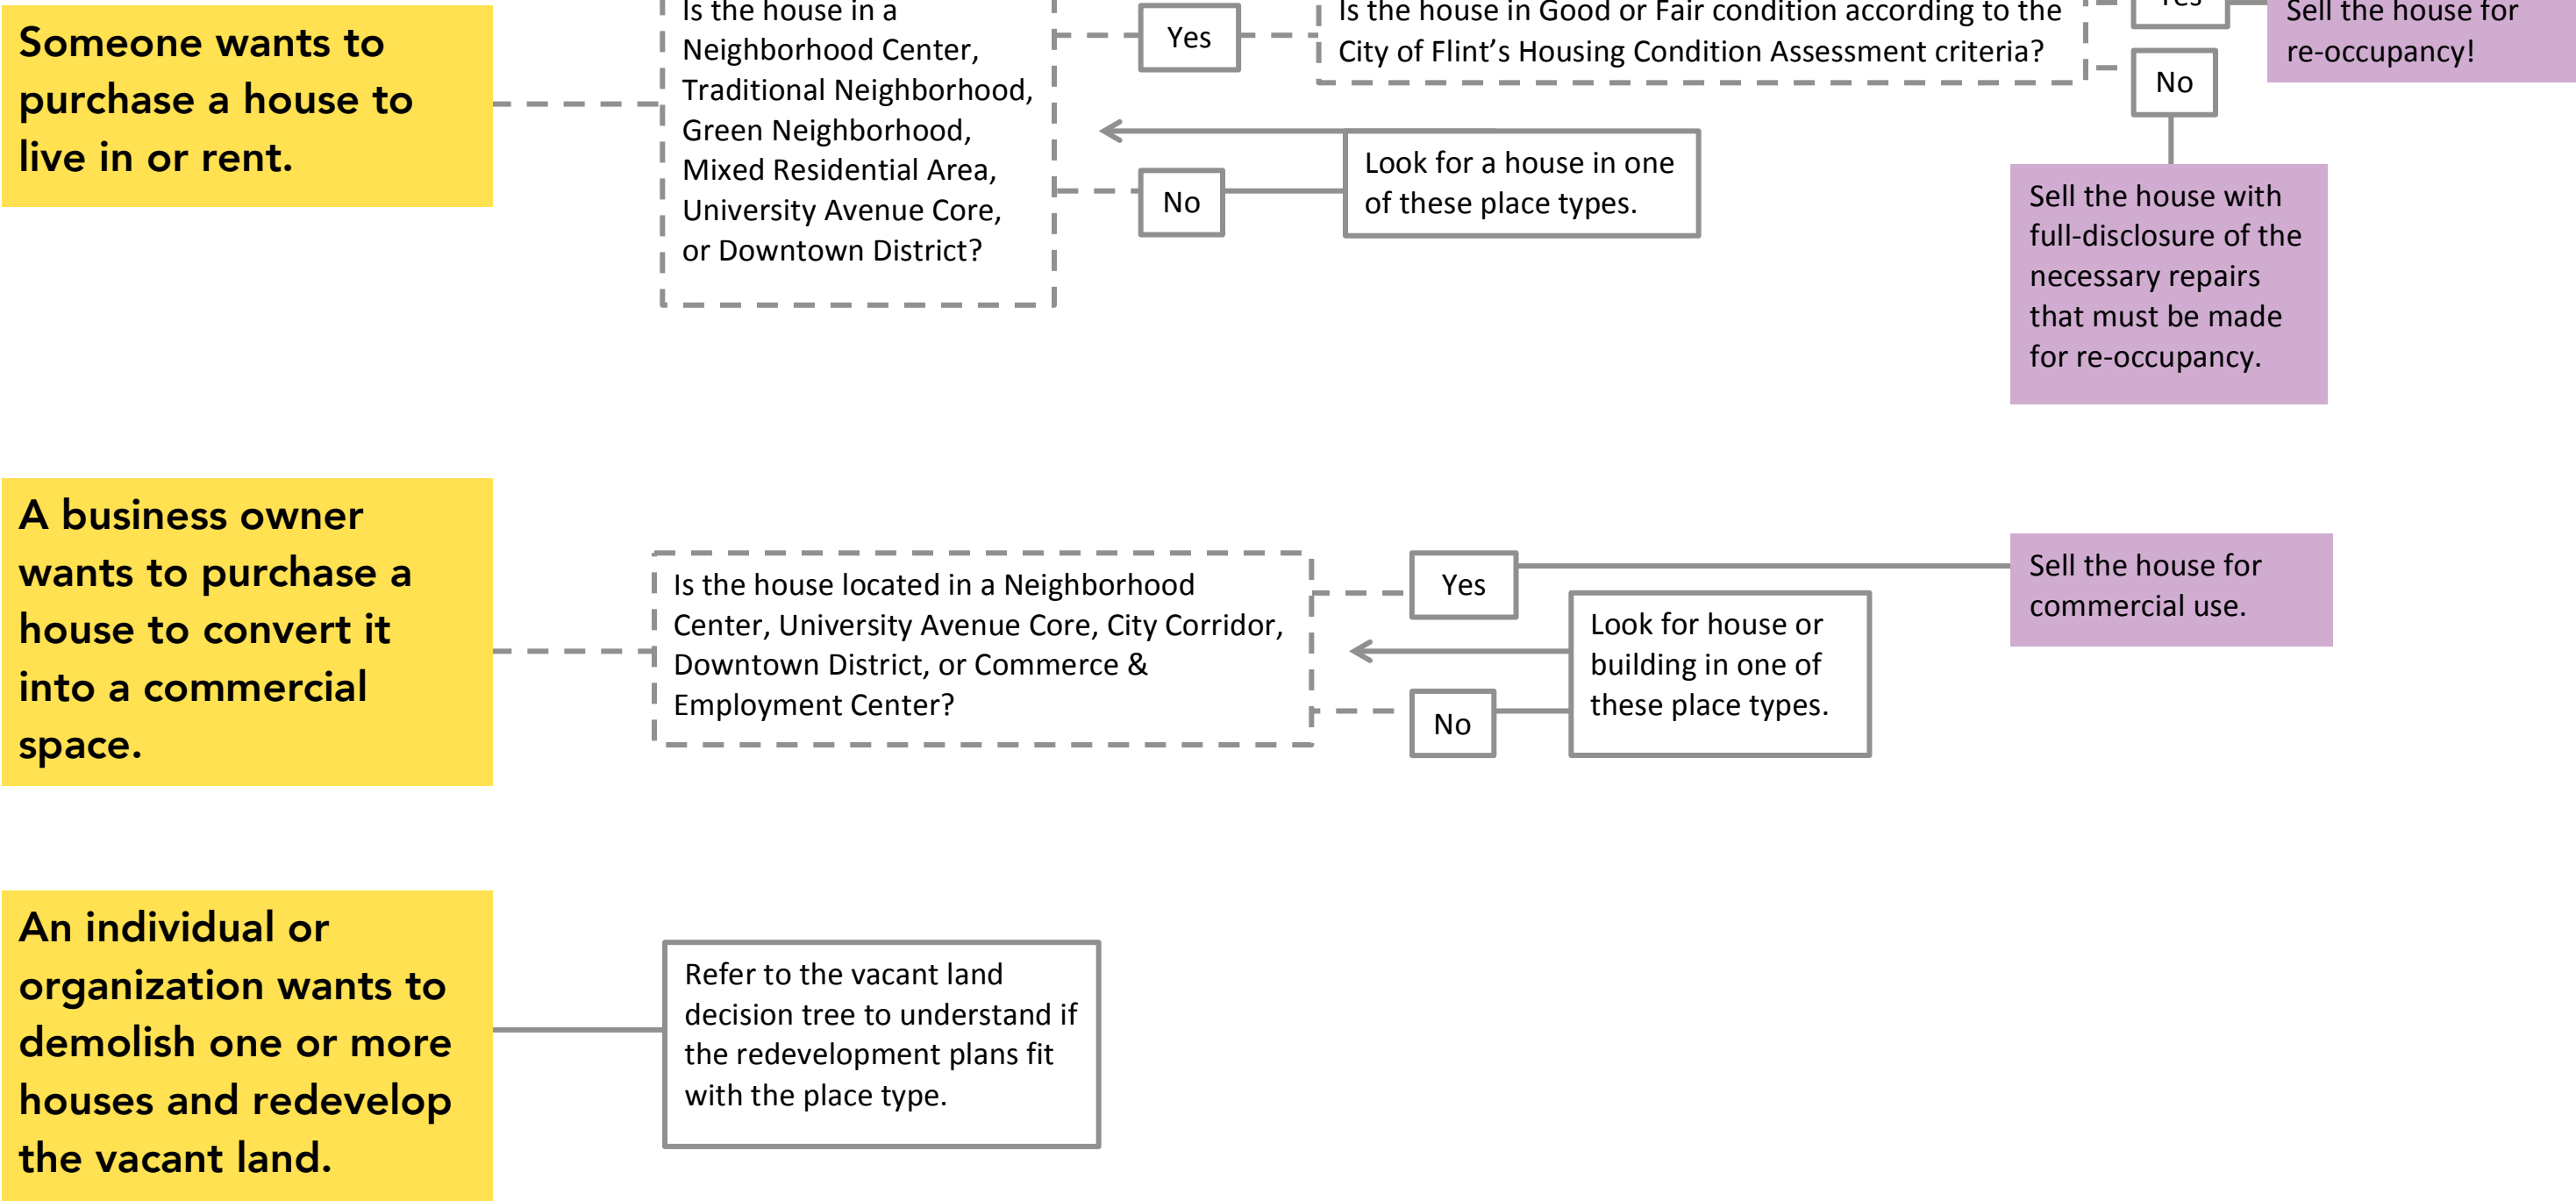 Someone wants to
purchase a house to
live in or rent.
Is the house in a
Neighborhood Center,
Traditional Neighborhood,
Green Neighborhood,
Mixed Residential Area,
University Avenue Core,
or Downtown District?
Yes
Is the house in Good or Fair condition according to the
City of Flint’s Housing Condition Assessment criteria?
Yes
Sell the house for
re-occupancy!
No
Sell the house with
full-disclosure of the
necessary repairs
that must be made
for re-occupancy.
No
Look for a house in one
of these place types.
A business owner
wants to purchase a
house to convert it
into a commercial
space.
Is the house located in a Neighborhood
Center, University Avenue Core, City Corridor,
Downtown District, or Commerce &
Employment Center?
Yes
Sell the house for
commercial use.
No
Look for house or
building in one of
these place types.
An individual or
organization wants to
demolish one or more
houses and redevelop
the vacant land.
Refer to the vacant land
decision tree to understand if
the redevelopment plans fit
with the place type.